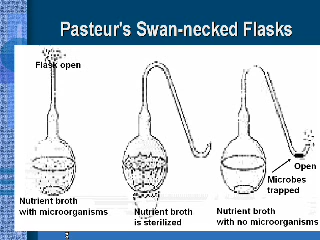 Pasteur's Swan-necked Flasks
Flask open
Open
Microbes
trapped
Nutrient broth
with microorganisms
Nutrient broth
is sterilized
Nutrient broth
with no microorganisms